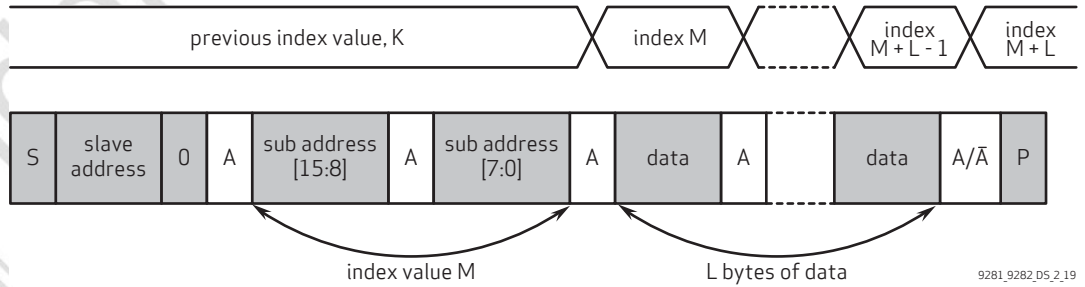 previous index value, K
index M
index
M + L - 1
index
M + L
S
slave
address
0
A
sub address
[15:8]
A
sub address
[7:0]
A
data
A
data
A/Ā
P
index value M
L bytes of data
9281_9282_DS_2_19